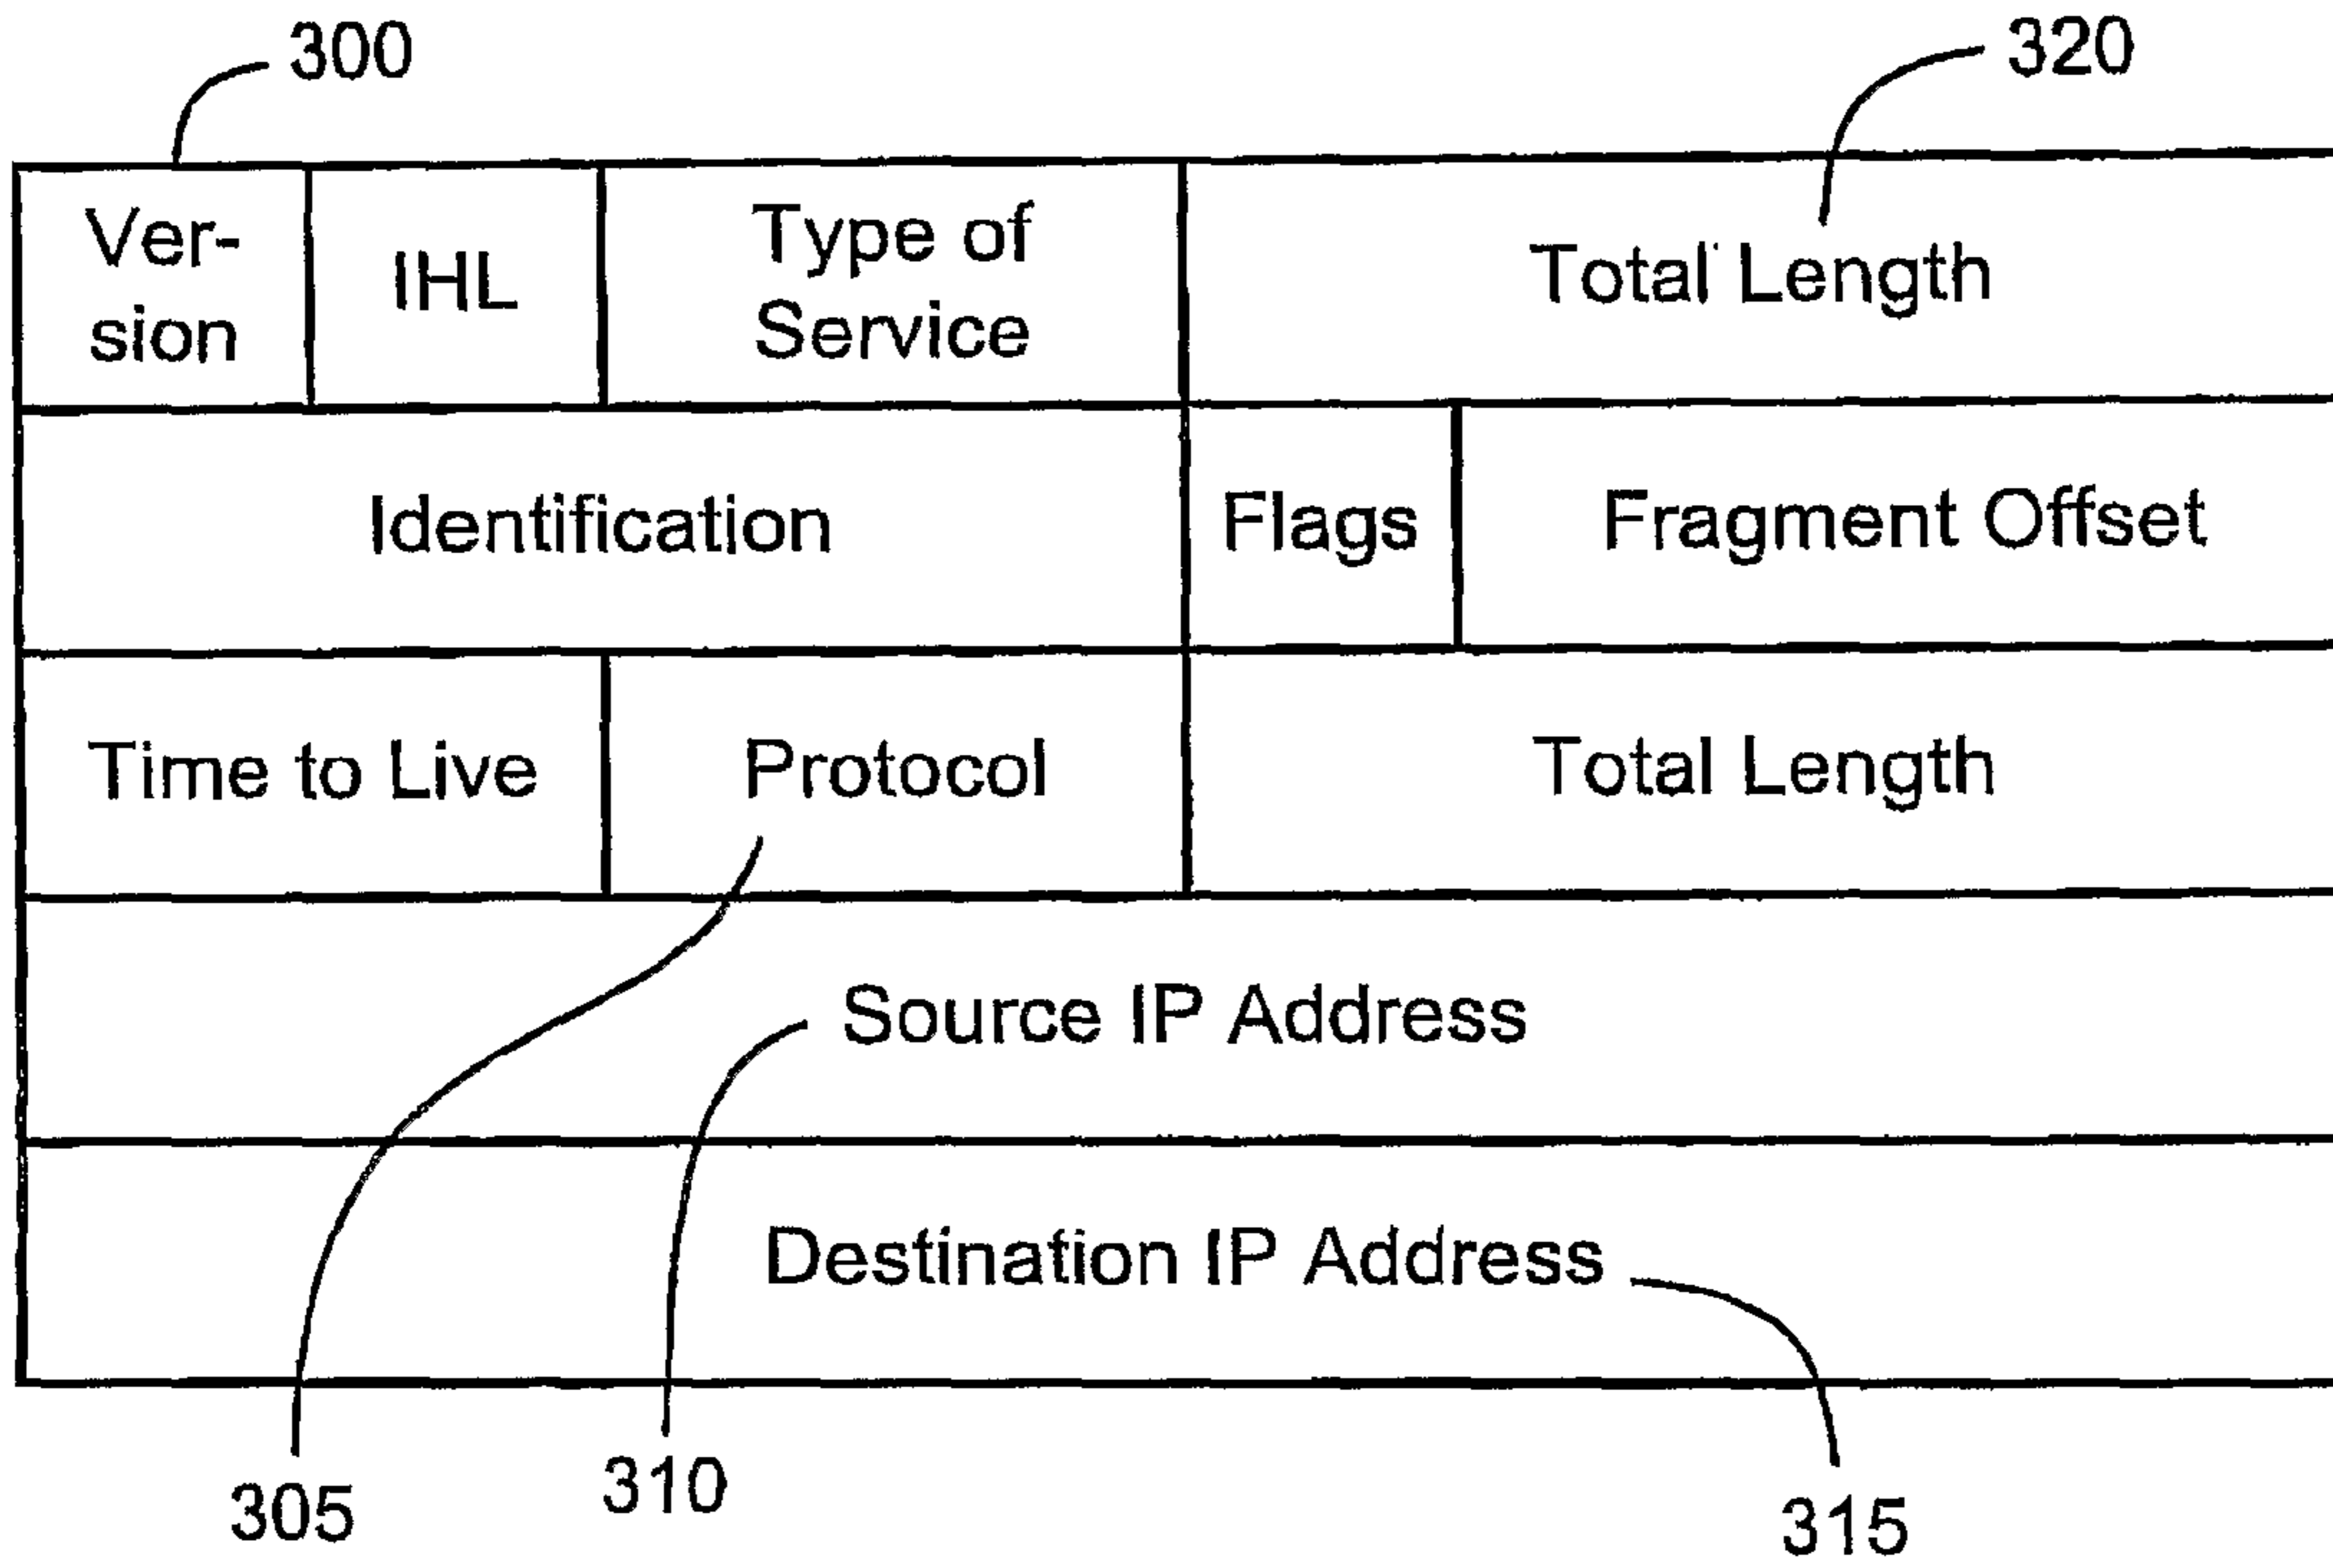 300
320
Ver-
sion
IHL
Type of
Service
Total Length
Identification
Flags
Fragment Offset
Time to Live
Protocol
Total Length
Source IP Address
Destination IP Address
305
310
315